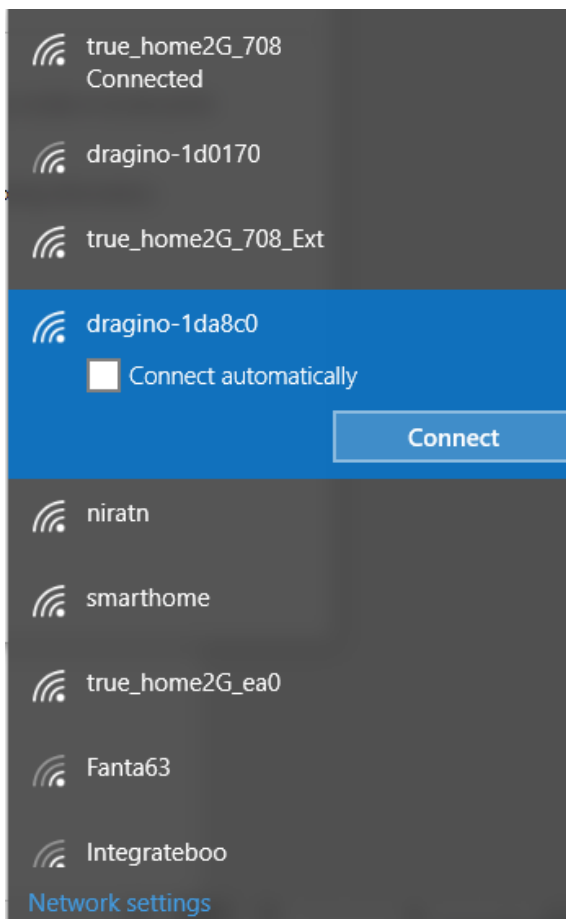 true_home2G_708
Connected
dragino-1d0170
true_home2G_708_Ext
dragino-1da8c0
Connect automatically
Connect
niratn
smarthome
true_home2G_ea0
Fanta63
Integrateboo
Network settings